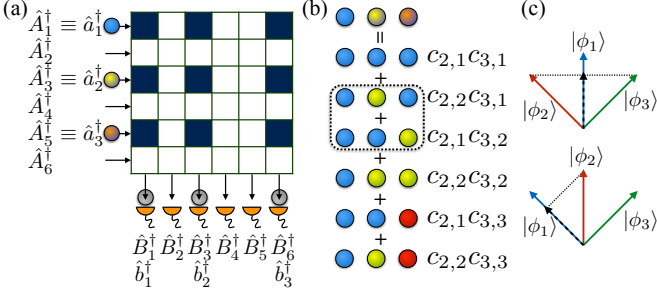 (a)
Â₁† ≡ â₁†
Â₂†
Â₃† ≡ â₂†
Â₄†
Â₅† ≡ â₃†
Â₆†
B̂₁† B̂₂† B̂₃† B̂₄† B̂₅† B̂₆†
b̂₁† b̂₂† b̂₃†
(b)
=
c₂,₁c₃,₁
+
c₂,₂c₃,₁
+
c₂,₁c₃,₂
+
c₂,₂c₃,₂
+
c₂,₁c₃,₃
+
c₂,₂c₃,₃
(c)
|ϕ₁⟩
|ϕ₂⟩ |ϕ₃⟩
|ϕ₂⟩
|ϕ₁⟩ |ϕ₃⟩